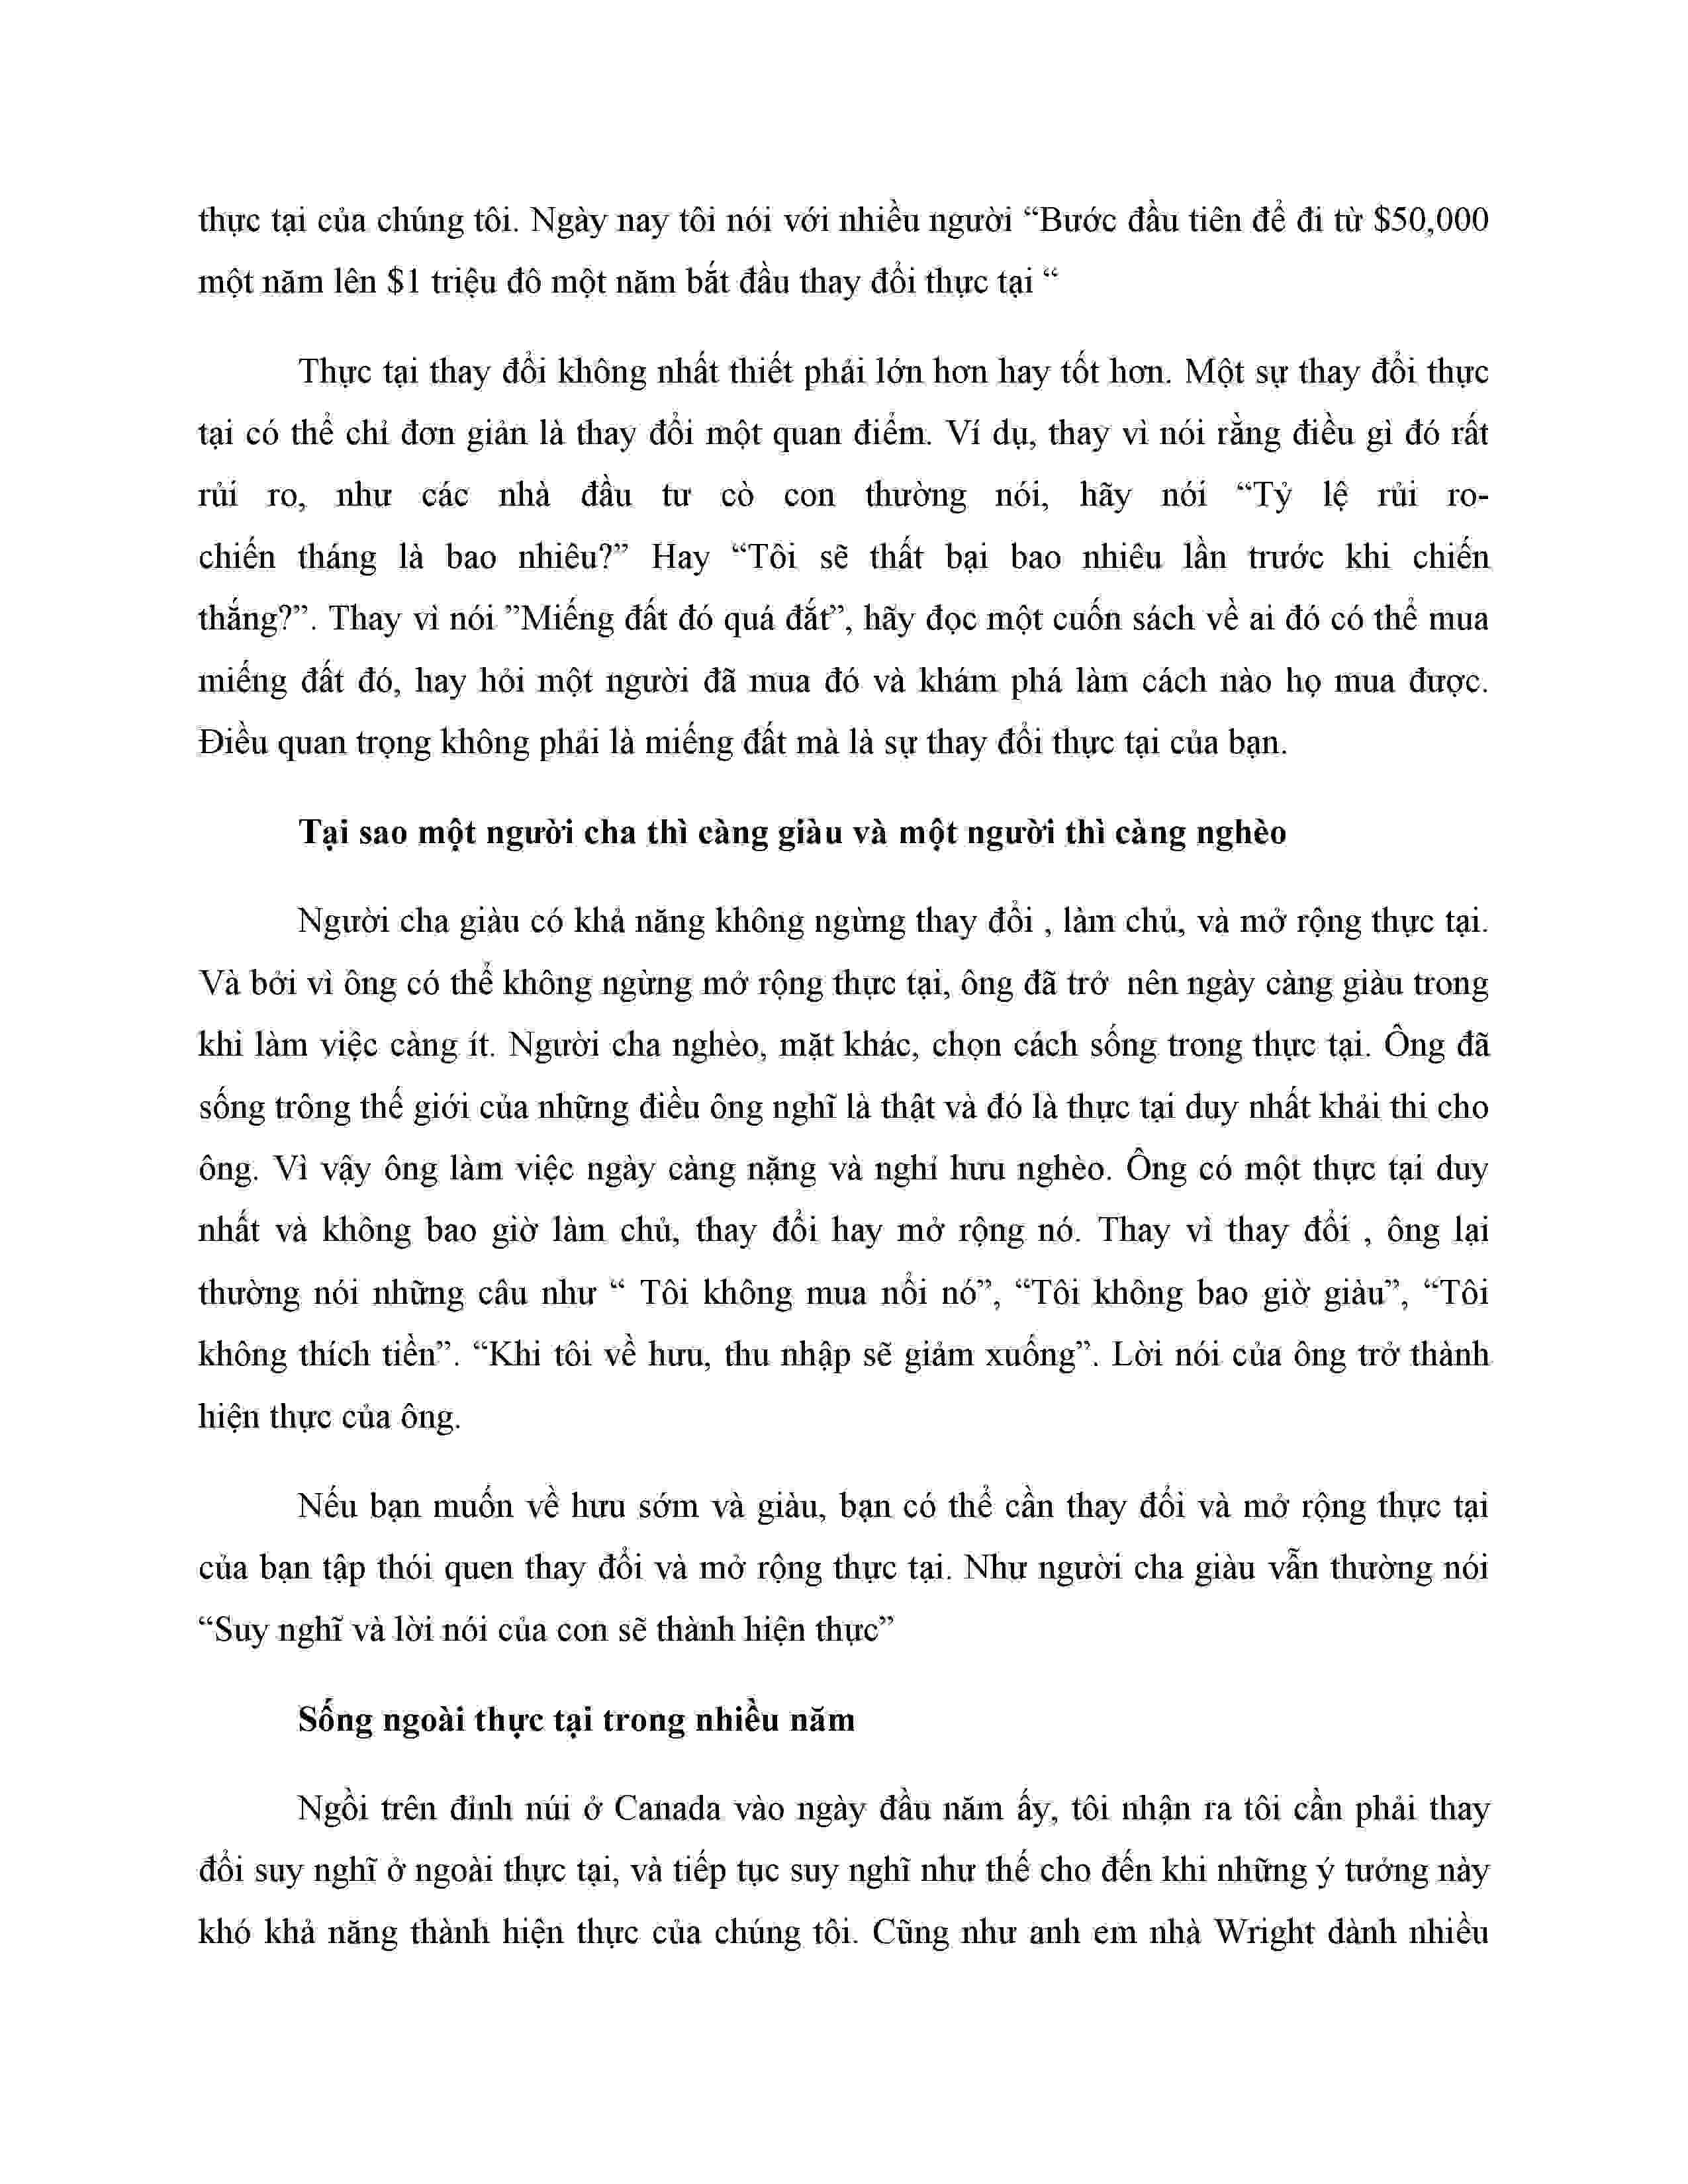 thực tại của chúng tôi. Ngày nay tôi nói với nhiều người “Bước đầu tiên để đi từ $50,000
một năm lên $1 triệu đô một năm bắt đầu thay đổi thực tại “
Thực tại thay đổi không nhất thiết phải lớn hơn hay tốt hơn. Một sự thay đổi thực
tại có thể chỉ đơn giản là thay đổi một quan điểm. Ví dụ, thay vì nói rằng điều gì đó rất
rủi ro, như các nhà đầu tư cò con thường nói, hãy nói “Tỷ lệ rủi ro-
chiến tháng là bao nhiêu?” Hay “Tôi sẽ thất bại bao nhiêu lần trước khi chiến
thắng?”. Thay vì nói ”Miếng đất đó quá đắt”, hãy đọc một cuốn sách về ai đó có thể mua
miếng đất đó, hay hỏi một người đã mua đó và khám phá làm cách nào họ mua được.
Điều quan trọng không phải là miếng đất mà là sự thay đổi thực tại của bạn.
Tại sao một người cha thì càng giàu và một người thì càng nghèo
Người cha giàu có khả năng không ngừng thay đổi , làm chủ, và mở rộng thực tại.
Và bởi vì ông có thể không ngừng mở rộng thực tại, ông đã trở nên ngày càng giàu trong
khi làm việc càng ít. Người cha nghèo, mặt khác, chọn cách sống trong thực tại. Ông đã
sống trông thế giới của những điều ông nghĩ là thật và đó là thực tại duy nhất khải thi cho
ông. Vì vậy ông làm việc ngày càng nặng và nghỉ hưu nghèo. Ông có một thực tại duy
nhất và không bao giờ làm chủ, thay đổi hay mở rộng nó. Thay vì thay đổi , ông lại
thường nói những câu như “ Tôi không mua nổi nó”, “Tôi không bao giờ giàu”, “Tôi
không thích tiền”. “Khi tôi về hưu, thu nhập sẽ giảm xuống”. Lời nói của ông trở thành
hiện thực của ông.
Nếu bạn muốn về hưu sớm và giàu, bạn có thể cần thay đổi và mở rộng thực tại
của bạn tập thói quen thay đổi và mở rộng thực tại. Như người cha giàu vẫn thường nói
“Suy nghĩ và lời nói của con sẽ thành hiện thực”
Sống ngoài thực tại trong nhiều năm
Ngồi trên đỉnh núi ở Canada vào ngày đầu năm ấy, tôi nhận ra tôi cần phải thay
đổi suy nghĩ ở ngoài thực tại, và tiếp tục suy nghĩ như thế cho đến khi những ý tưởng này
khó khả năng thành hiện thực của chúng tôi. Cũng như anh em nhà Wright dành nhiều